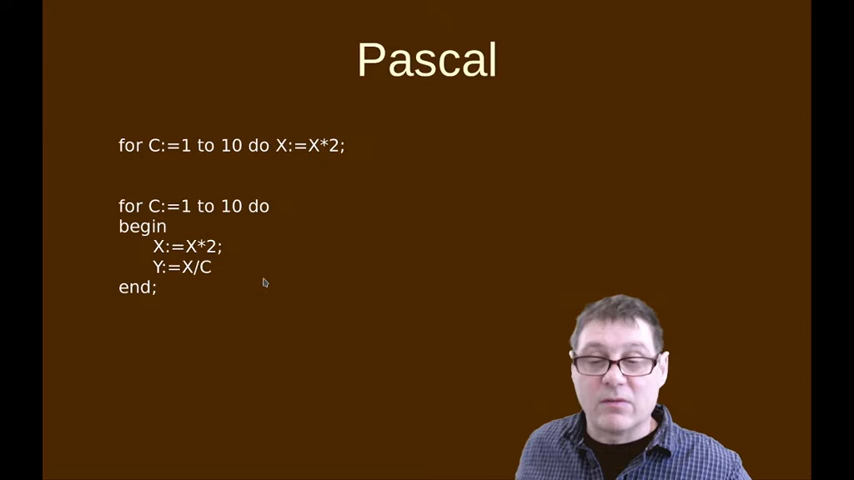 Pascal
for C:=1 to 10 do X:=X*2;
for C:=1 to 10 do
begin
X:=X*2;
Y:=X/C
end;